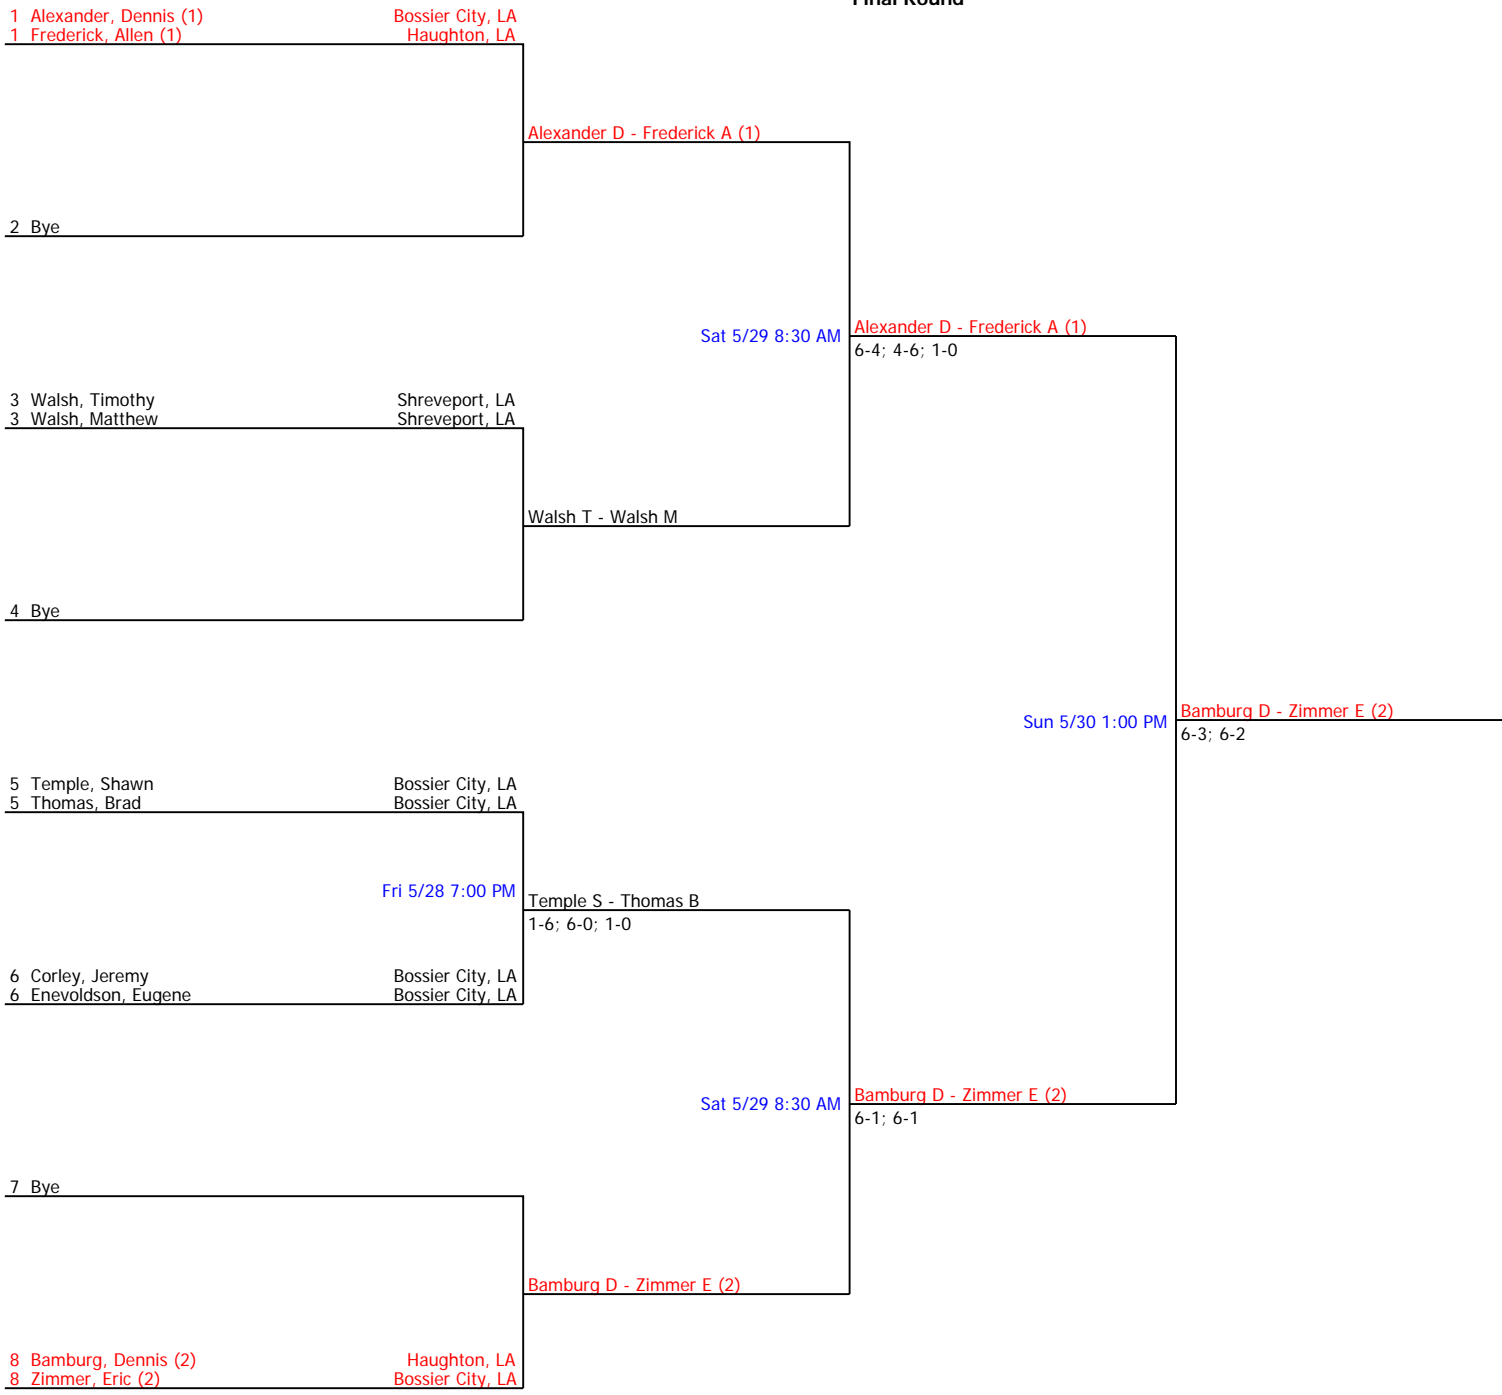 Final Round
1 Alexander, Dennis (1) Bossier City, LA
1 Frederick, Allen (1) Haughton, LA
Alexander D - Frederick A (1)
2 Bye
Sat 5/29 8:30 AM
Alexander D - Frederick A (1)
6-4; 4-6; 1-0
3 Walsh, Timothy Shreveport, LA
3 Walsh, Matthew Shreveport, LA
Walsh T - Walsh M
4 Bye
Sun 5/30 1:00 PM
Bamburg D - Zimmer E (2)
6-3; 6-2
5 Temple, Shawn Bossier City, LA
5 Thomas, Brad Bossier City, LA
Fri 5/28 7:00 PM
Temple S - Thomas B
1-6; 6-0; 1-0
6 Corley, Jeremy Bossier City, LA
6 Enevoldson, Eugene Bossier City, LA
Sat 5/29 8:30 AM
Bamburg D - Zimmer E (2)
6-1; 6-1
7 Bye
Bamburg D - Zimmer E (2)
8 Bamburg, Dennis (2) Haughton, LA
8 Zimmer, Eric (2) Bossier City, LA